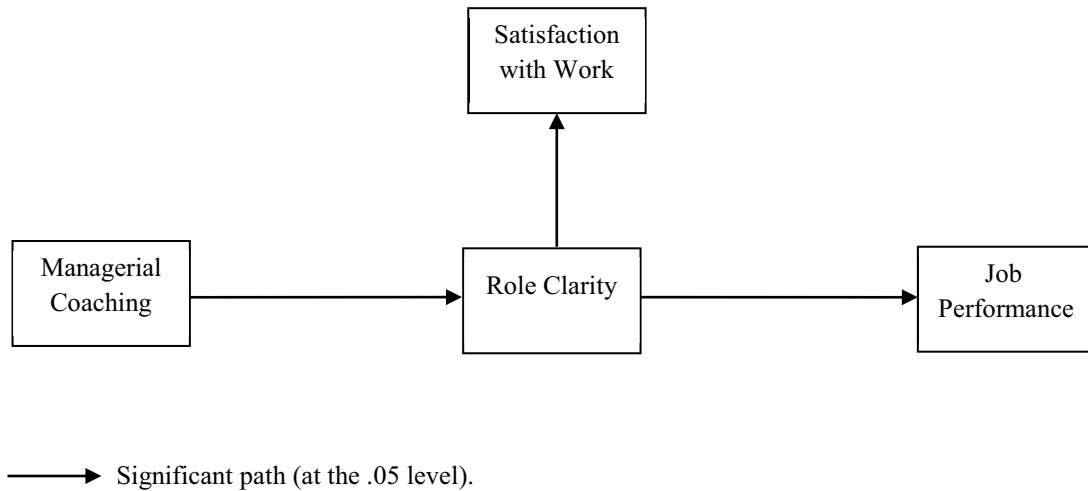 Satisfaction
with Work
Managerial
Coaching
Role Clarity
Job
Performance
Significant path (at the .05 level).